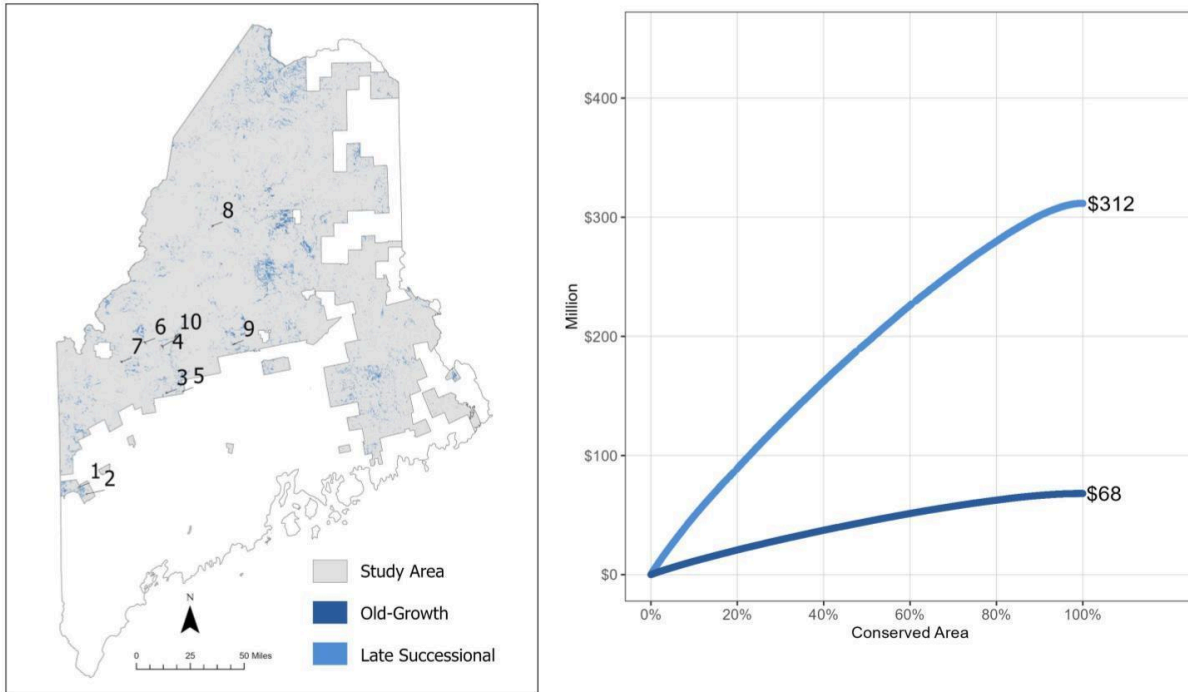 8
10
6
9
7
4
3 5
1
2
Study Area
Old-Growth
Late Successional
N
0 25 50 Miles
$400
$300
$200
$100
$0
Million
$312
$68
0% 20% 40% 60% 80% 100%
Conserved Area